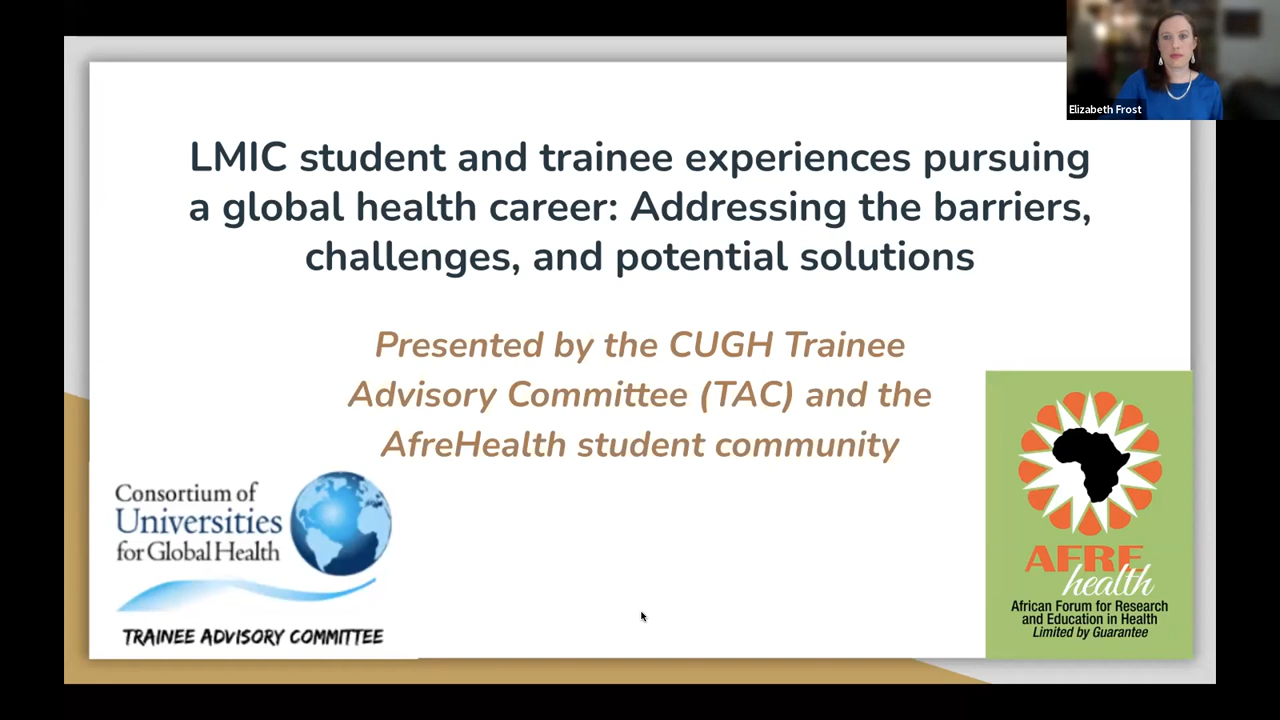 Elizabeth Frost
LMIC student and trainee experiences pursuing
a global health career: Addressing the barriers,
challenges, and potential solutions
Presented by the CUGH Trainee
Advisory Committee (TAC) and the
AfreHealth student community
Consortium of
Universities
for Global Health
TRAINEE ADVISORY COMMITTEE
AFRE
health
African Forum for Research
and Education in Health
Limited by Guarantee